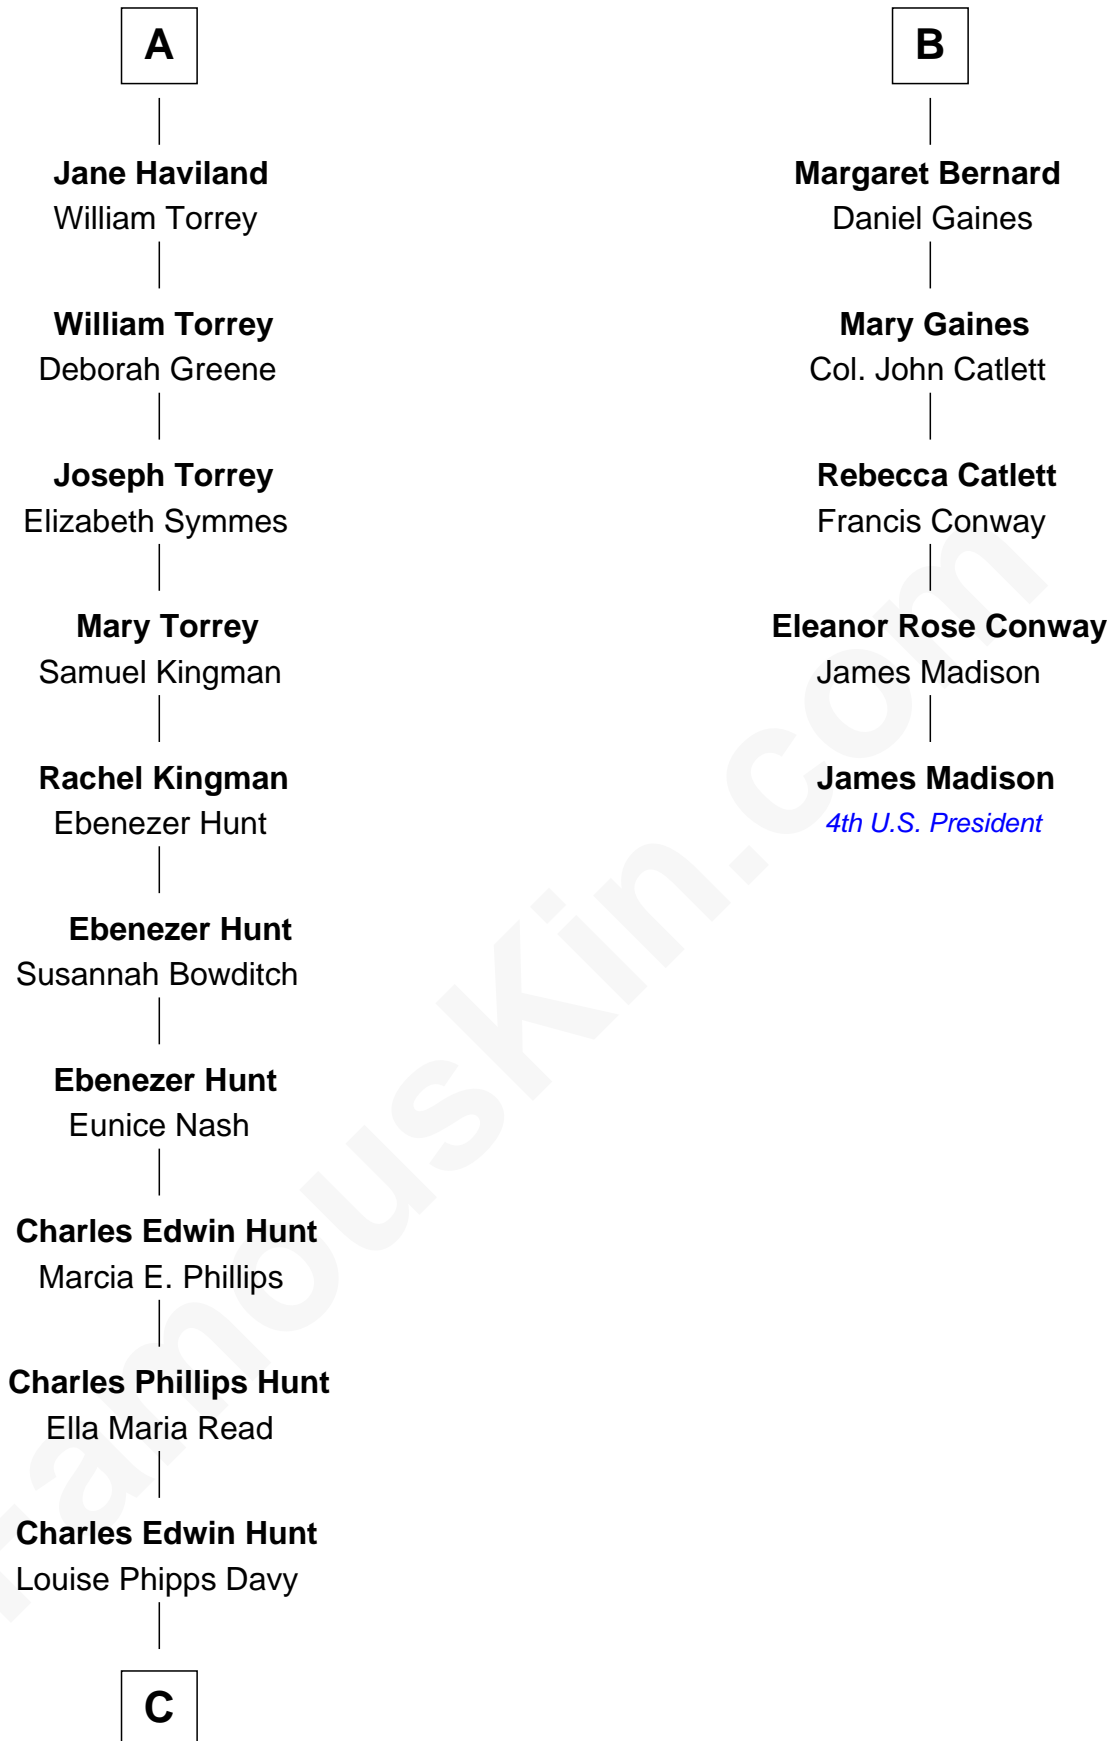 A
Jane Haviland
William Torrey
William Torrey
Deborah Greene
Joseph Torrey
Elizabeth Symmes
Mary Torrey
Samuel Kingman
Rachel Kingman
Ebenezer Hunt
Ebenezer Hunt
Susannah Bowditch
Ebenezer Hunt
Eunice Nash
Charles Edwin Hunt
Marcia E. Phillips
Charles Phillips Hunt
Ella Maria Read
Charles Edwin Hunt
Louise Phipps Davy
C
B
Margaret Bernard
Daniel Gaines
Mary Gaines
Col. John Catlett
Rebecca Catlett
Francis Conway
Eleanor Rose Conway
James Madison
James Madison
4th U.S. President
FamousKin.com